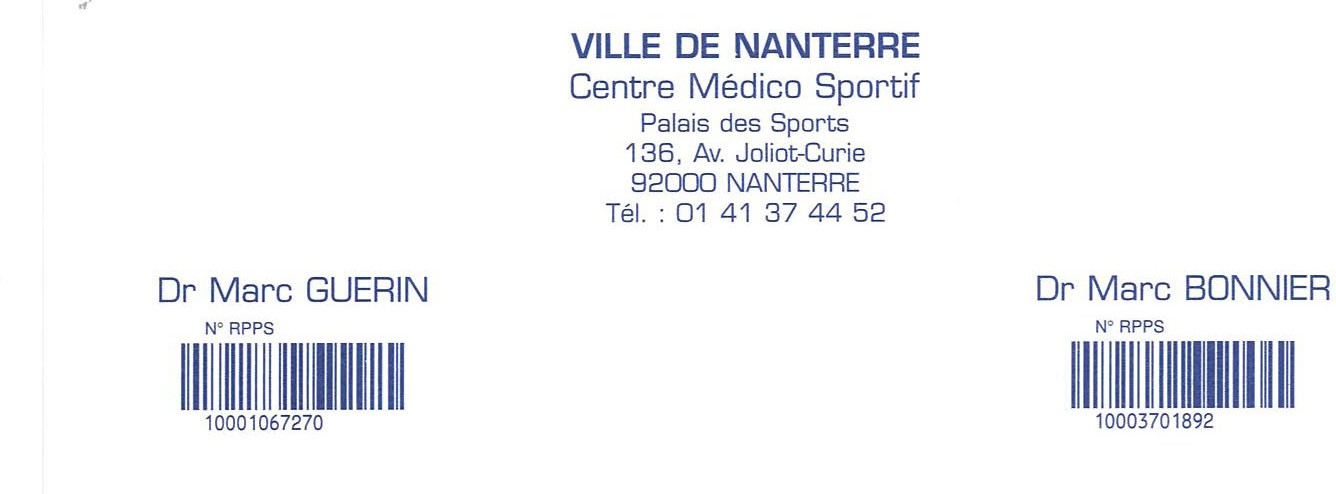 VILLE DE NANTERRE
Centre Médico Sportif
Palais des Sports
136, Av. Joliot-Curie
92000 NANTERRE
Tél. : 01 41 37 44 52
Dr Marc GUERIN
N° RPPS
10001067270
Dr Marc BONNIER
N° RPPS
10003701892